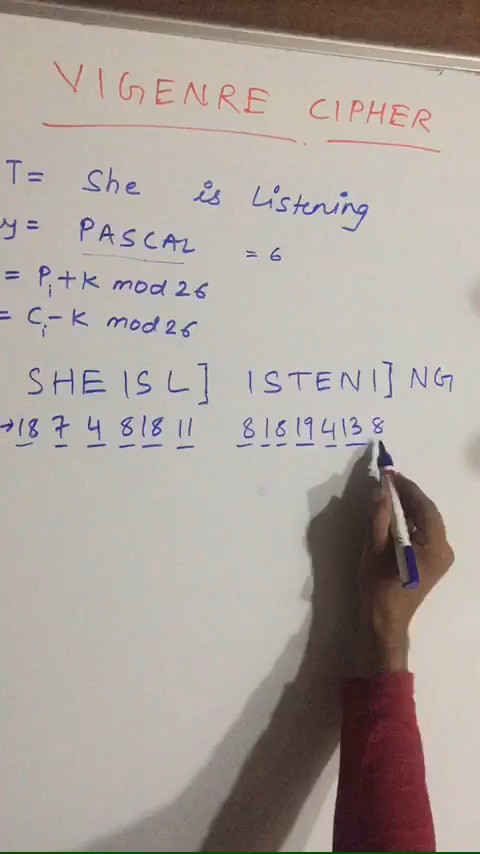 VIGENRE CIPHER
T= She is Listening
y= PASCAL = 6
= Pi+K mod 26
= Ci-K mod 26
SHEISL] ISTENI] NG
→18 7 4 8 18 11 8 18 19 4 13 8